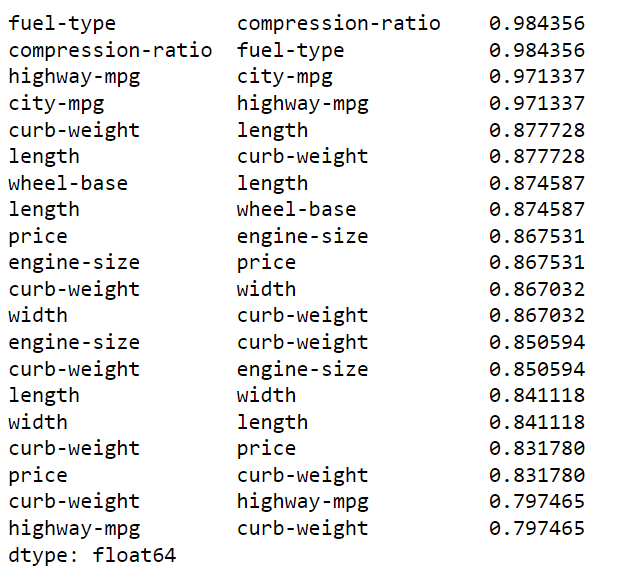 fuel-type         compression-ratio    0.984356
compression-ratio fuel-type            0.984356
highway-mpg       city-mpg             0.971337
city-mpg          highway-mpg          0.971337
curb-weight       length               0.877728
length            curb-weight          0.877728
wheel-base        length               0.874587
length            wheel-base           0.874587
price             engine-size          0.867531
engine-size       price                0.867531
curb-weight       width                0.867032
width             curb-weight          0.867032
engine-size       curb-weight          0.850594
curb-weight       engine-size          0.850594
length            width                0.841118
width             length               0.841118
curb-weight       price                0.831780
price             curb-weight          0.831780
curb-weight       highway-mpg          0.797465
highway-mpg       curb-weight          0.797465
dtype: float64